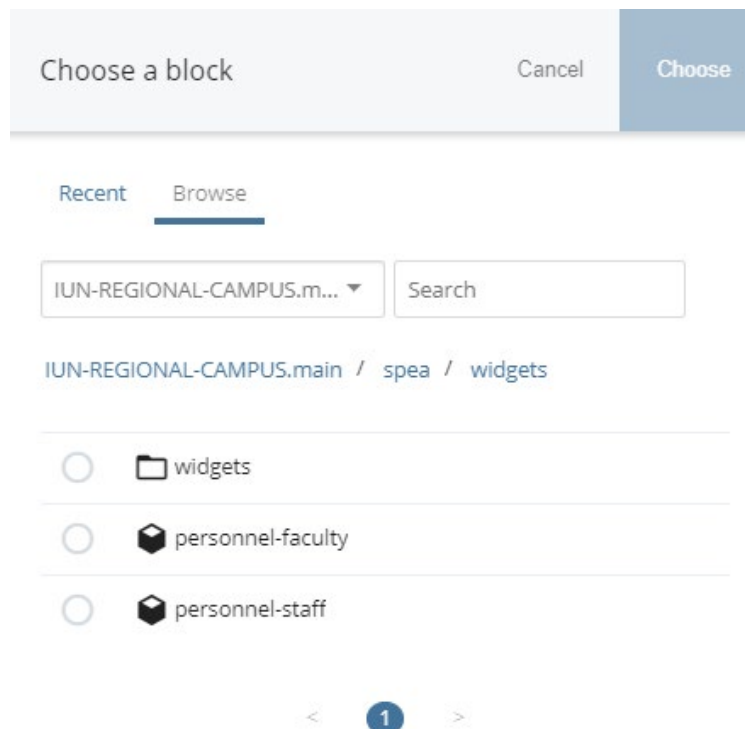 Choose a block Cancel Choose
Recent Browse
IUN-REGIONAL-CAMPUS.m... Search
IUN-REGIONAL-CAMPUS.main / spea / widgets
widgets
personnel-faculty
personnel-staff
< 1 >